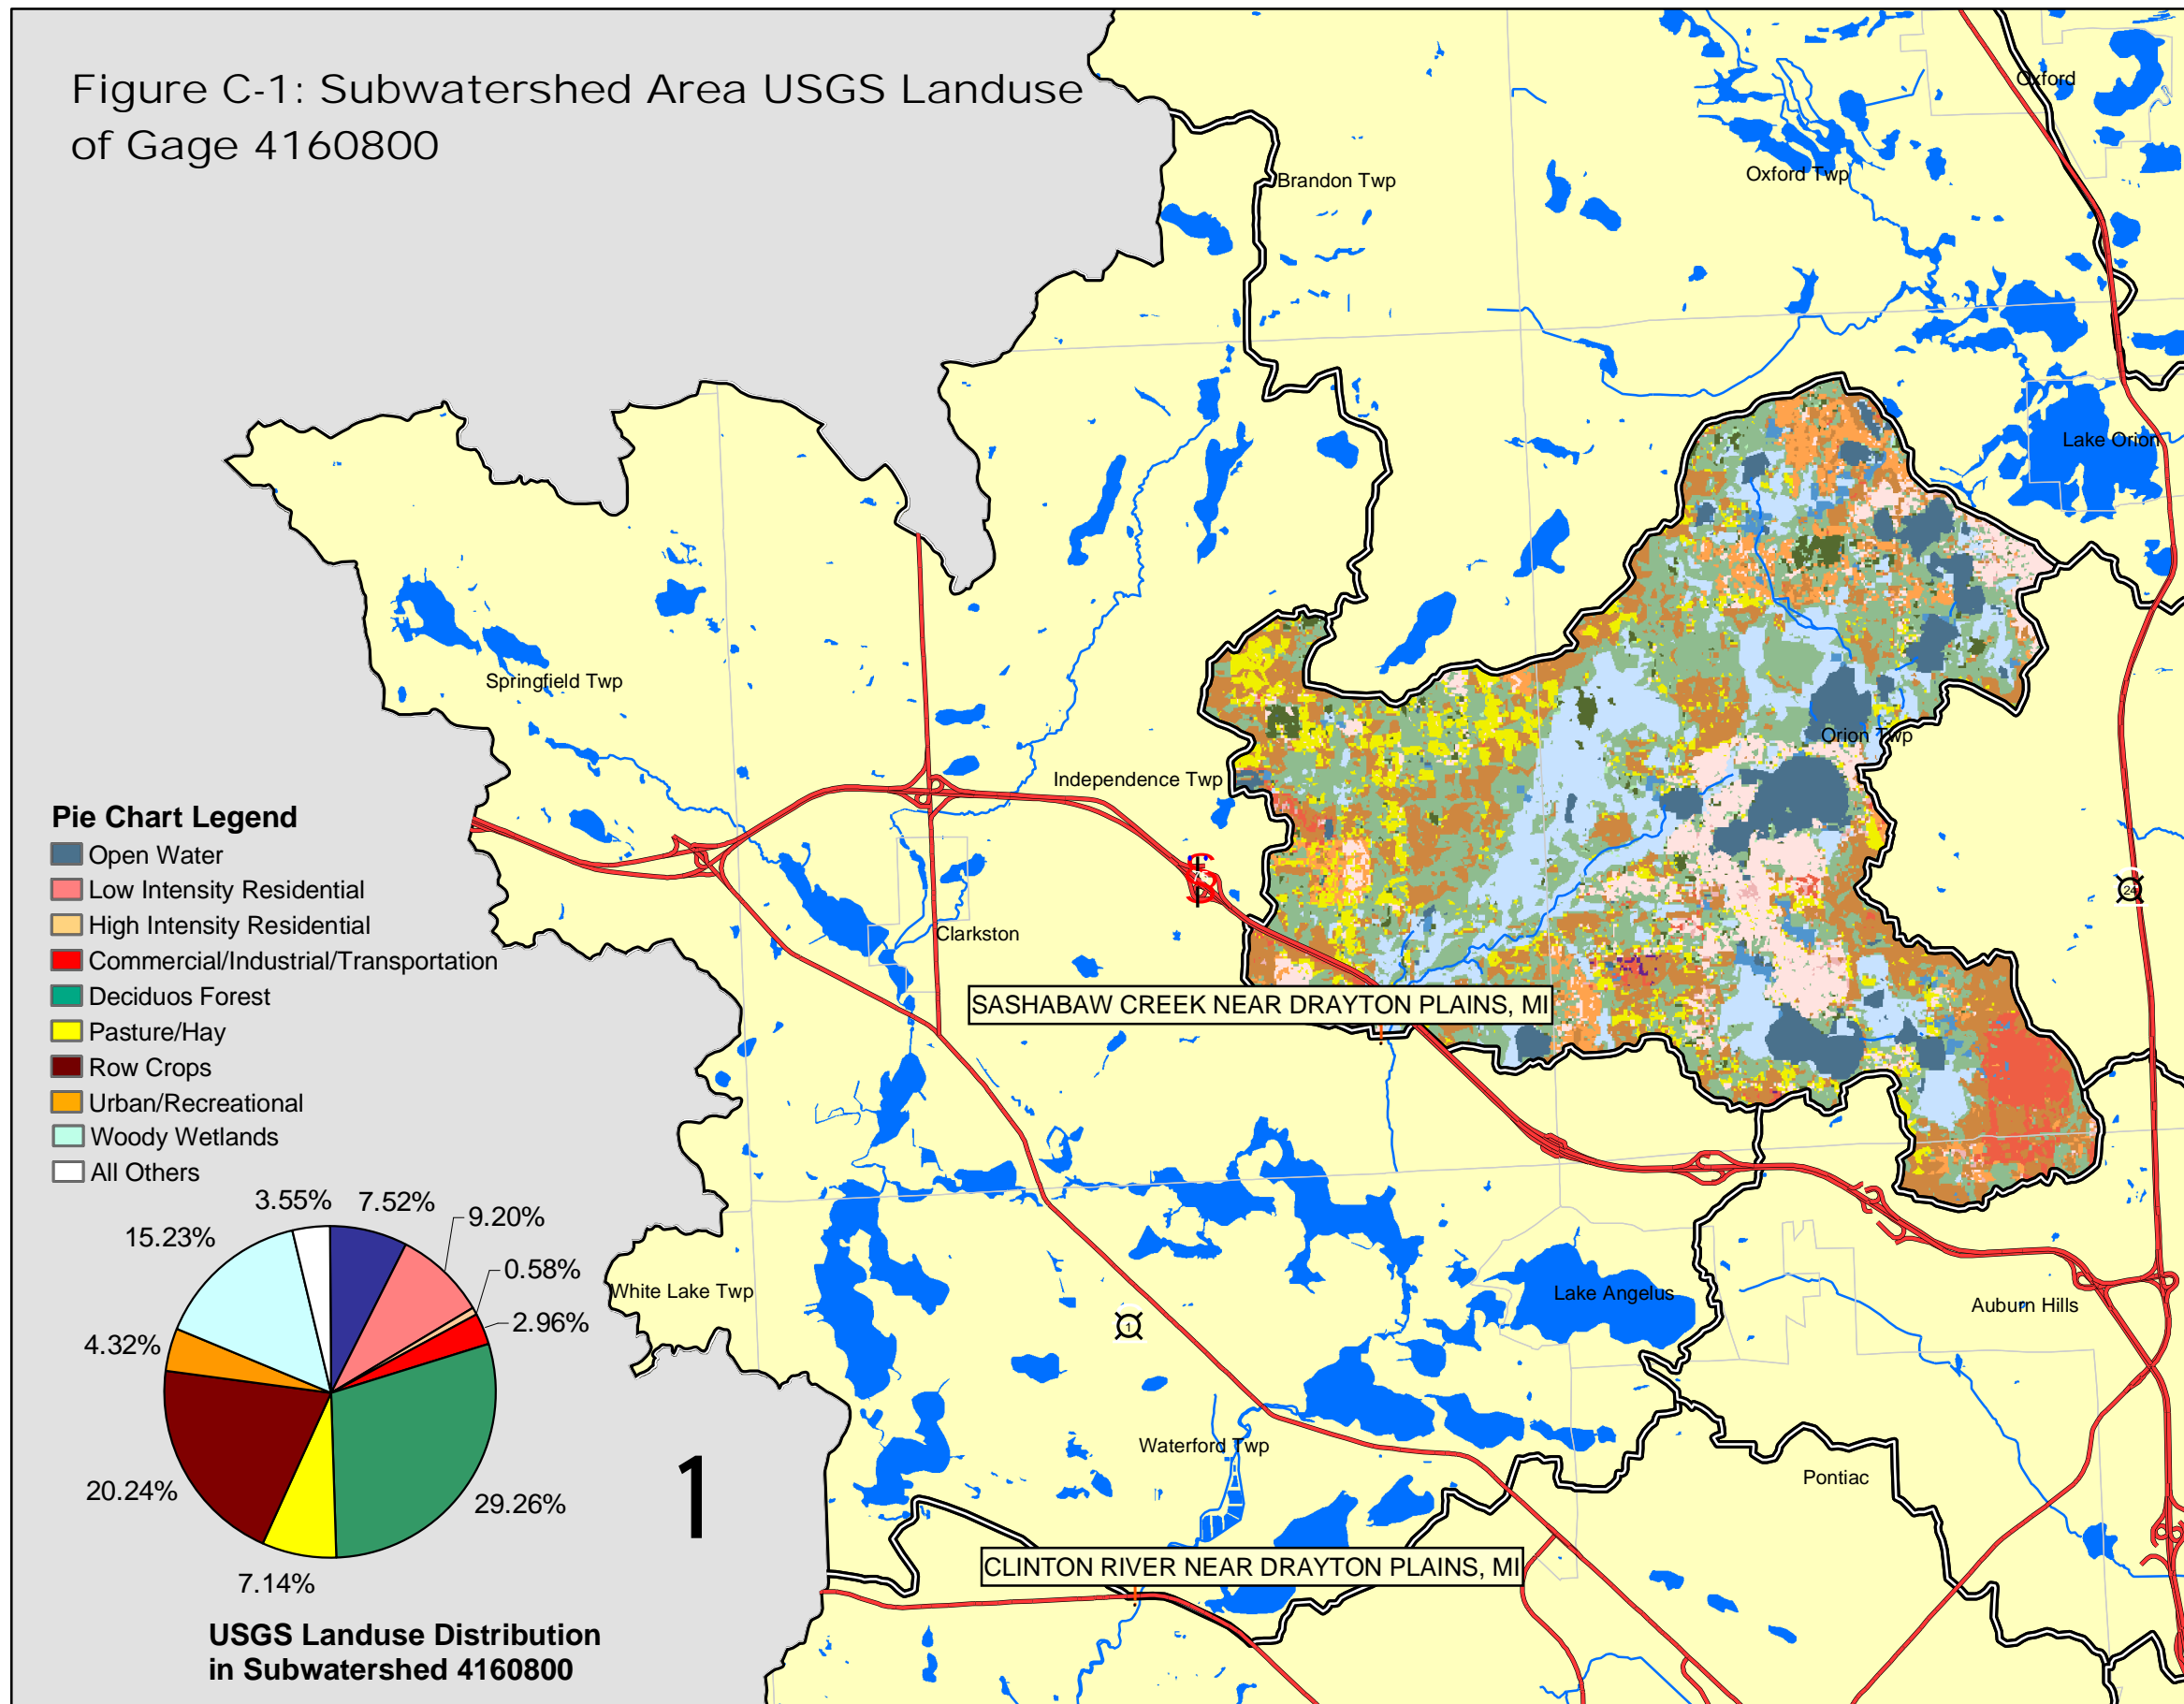 Figure C-1: Subwatershed Area USGS Landuse
of Gage 4160800
Oxford
Brandon Twp
Oxford Twp
Lake Orion
Springfield Twp
Orion Twp
Independence Twp
24
Clarkston
SASHABAW CREEK NEAR DRAYTON PLAINS, MI
Pie Chart Legend
Open Water
Low Intensity Residential
High Intensity Residential
Commercial/Industrial/Transportation
Deciduos Forest
Pasture/Hay
Row Crops
Urban/Recreational
Woody Wetlands
All Others
3.55%
7.52%
9.20%
15.23%
0.58%
2.96%
4.32%
20.24%
29.26%
7.14%
USGS Landuse Distribution
in Subwatershed 4160800
White Lake Twp
Lake Angelus
Auburn Hills
1
Waterford Twp
Pontiac
1
CLINTON RIVER NEAR DRAYTON PLAINS, MI